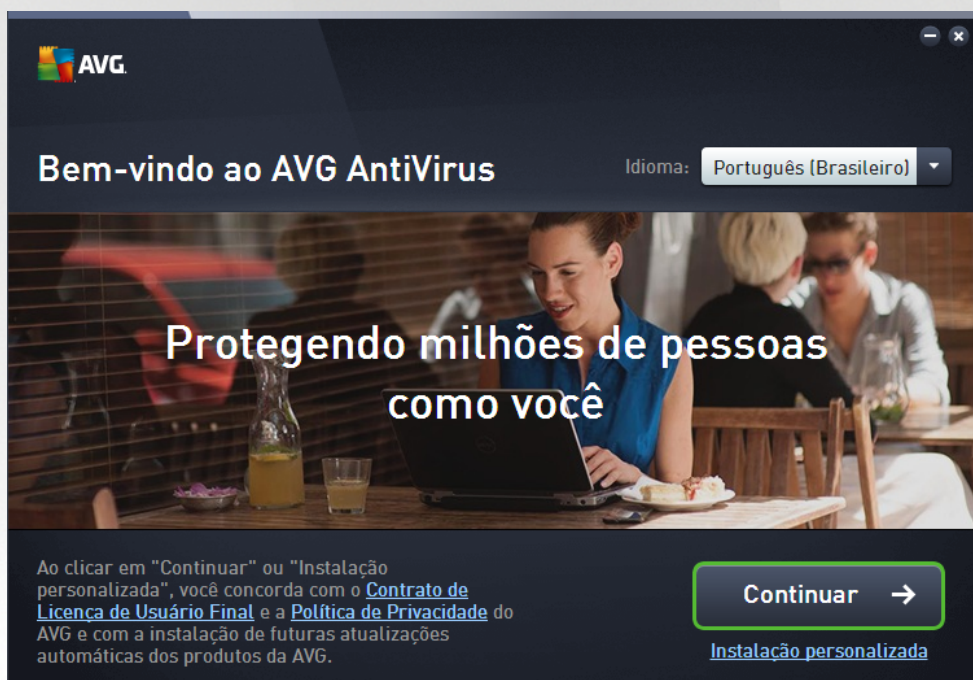 AVG.
Bem-vindo ao AVG AntiVirus
Idioma: Português (Brasileiro)
Protegendo milhões de pessoas
como você
Ao clicar em "Continuar" ou "Instalação
personalizada", você concorda com o Contrato de
Licença de Usuário Final e a Política de Privacidade do
AVG e com a instalação de futuras atualizações
automáticas dos produtos da AVG.
Continuar →
Instalação personalizada